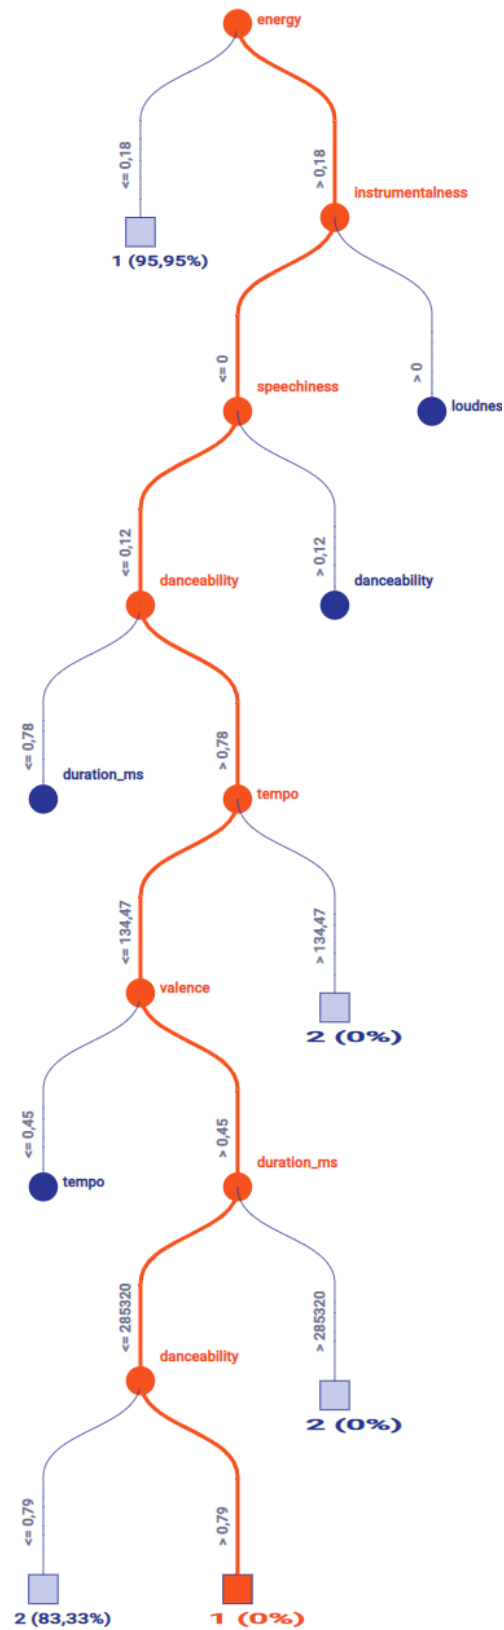 energy
<= 0,18
> 0,18
instrumentalness
1 (95,95%)
<= 0
> 0
speechiness
loudnes
<= 0,12
> 0,12
danceability
danceability
<= 0,78
> 0,78
duration_ms
tempo
<= 134,47
> 134,47
valence
2 (0%)
<= 0,45
> 0,45
duration_ms
tempo
<= 285320
> 285320
danceability
2 (0%)
<= 0,79
> 0,79
2 (83,33%)
1 (0%)